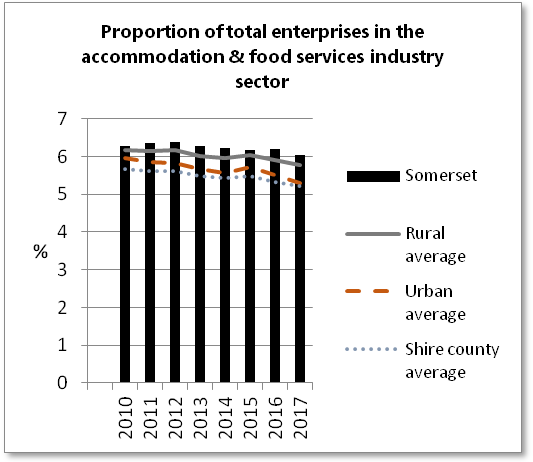 Proportion of total enterprises in the
accommodation & food services industry
sector
7
6
5
4
3
2
1
0
%
2010
2011
2012
2013
2014
2015
2016
2017
Somerset
Rural
average
Urban
average
Shire county
average